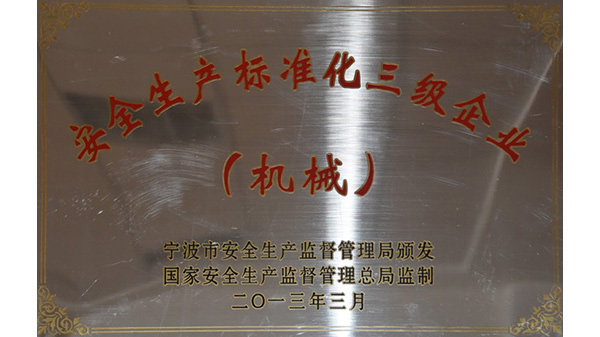 安全生产标准化三级企业
（机械）
宁波市安全生产监督管理局颁发
国家安全生产监督管理总局监制
二〇一三年三月